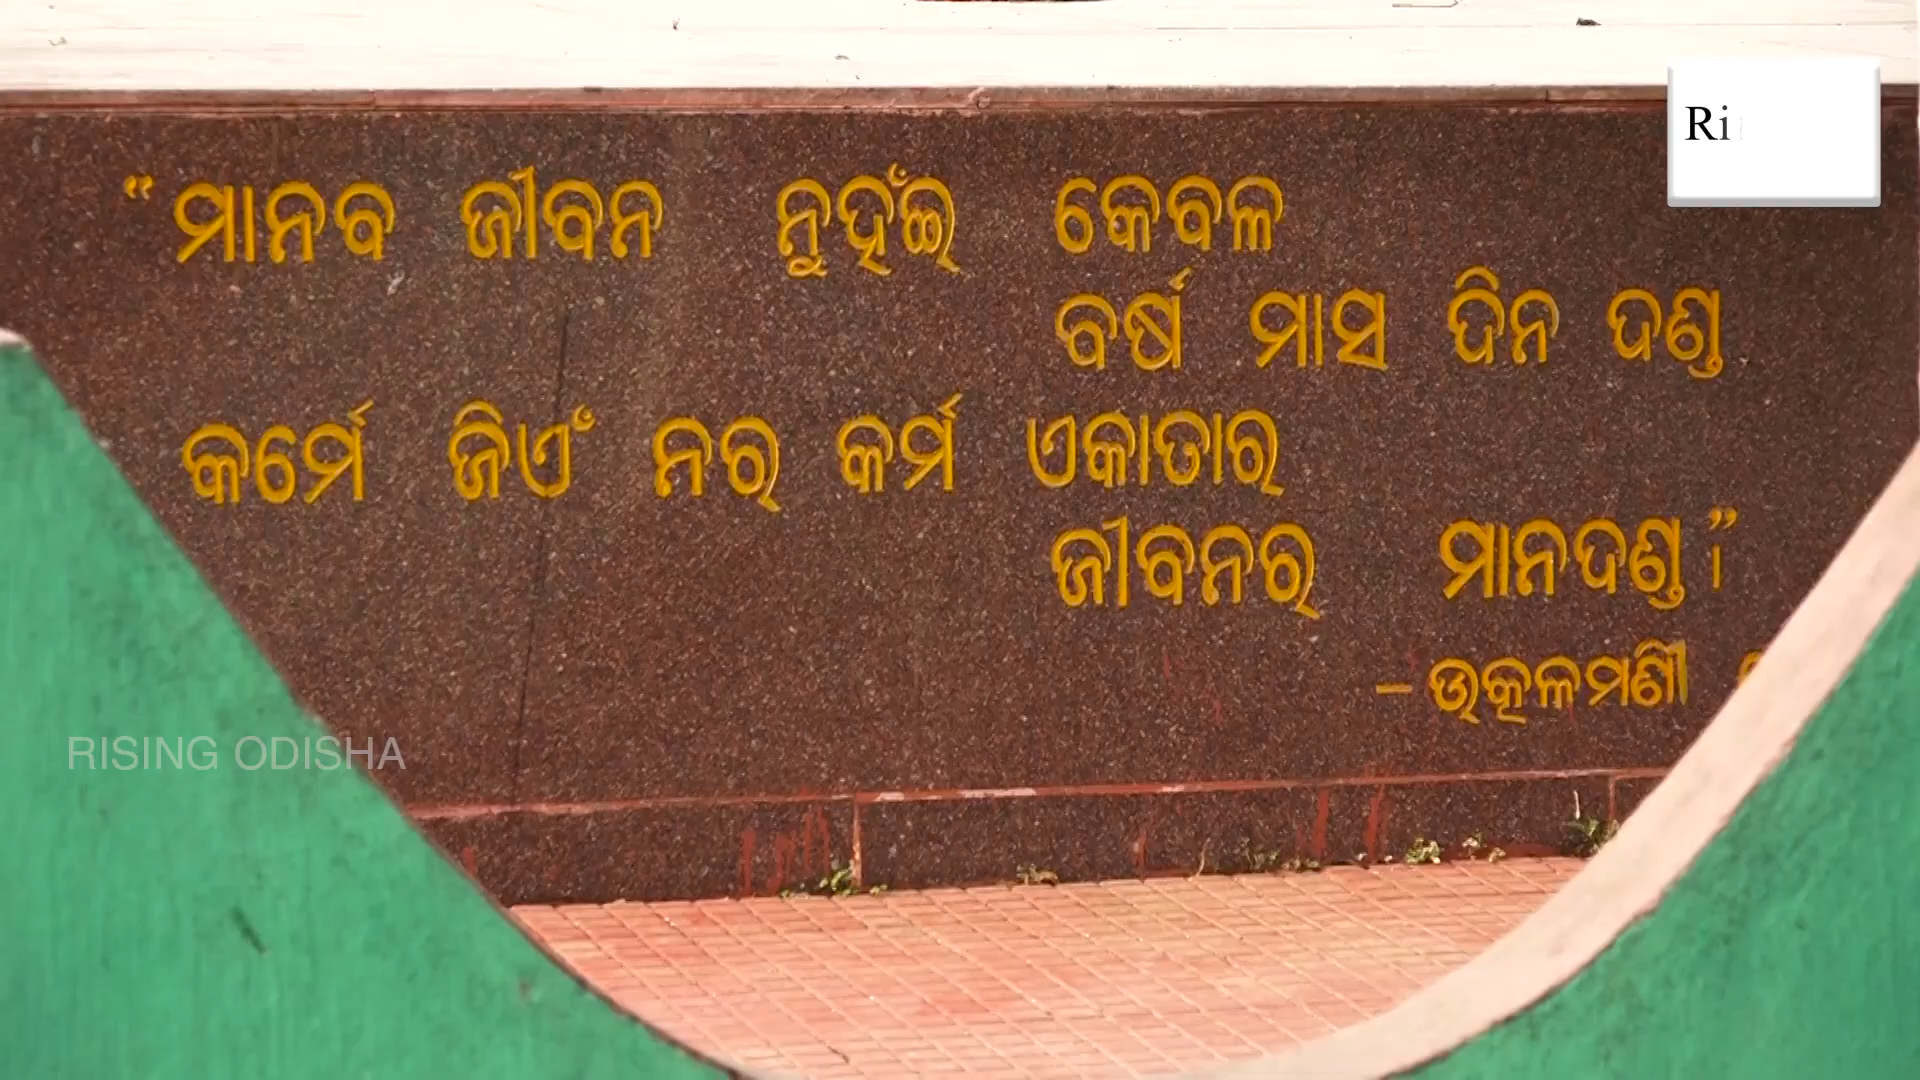 “ମାନବ ଜୀବନ ନୁହଁଇ କେବଳ
ବର୍ଷ ମାସ ଦିନ ଦଣ୍ଡ
କର୍ମେ ଜିଏଁ ନର କର୍ମ ଏକାତାର
ଜୀବନର ମାନଦଣ୍ଡ।”
– ଉତ୍କଳମଣୀ
RISING ODISHA
Ri